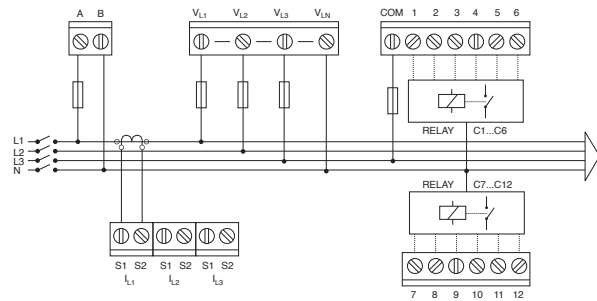 A B
VL1 VL2 VL3 VLN
COM 1 2 3 4 5 6
RELAY C1...C6
L1
L2
L3
N
RELAY C7...C12
S1 S2 S1 S2 S1 S2
IL1 IL2 IL3
7 8 9 10 11 12